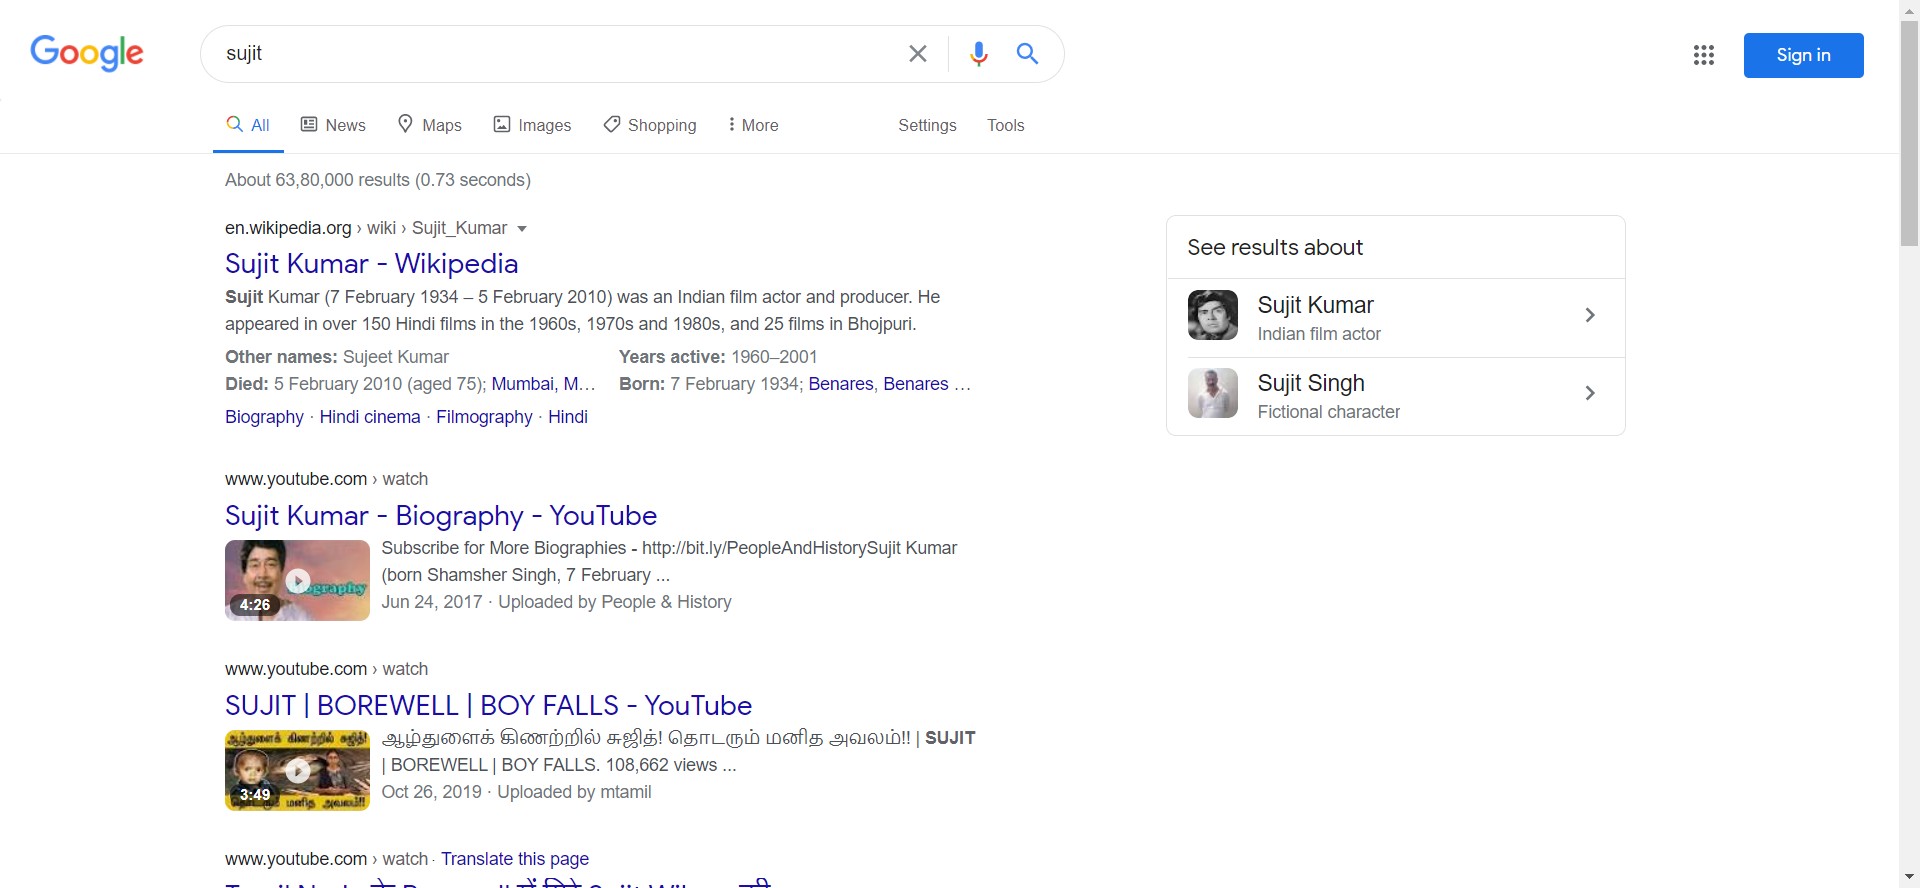 Google
sujit
Sign in
All News Maps Images Shopping More Settings Tools
About 63,80,000 results (0.73 seconds)
en.wikipedia.org › wiki › Sujit_Kumar
Sujit Kumar - Wikipedia
Sujit Kumar (7 February 1934 – 5 February 2010) was an Indian film actor and producer. He
appeared in over 150 Hindi films in the 1960s, 1970s and 1980s, and 25 films in Bhojpuri.
Other names: Sujeet Kumar Years active: 1960–2001
Died: 5 February 2010 (aged 75); Mumbai, M... Born: 7 February 1934; Benares, Benares ...
Biography · Hindi cinema · Filmography · Hindi
See results about
Sujit Kumar
Indian film actor
Sujit Singh
Fictional character
www.youtube.com › watch
Sujit Kumar - Biography - YouTube
Subscribe for More Biographies - http://bit.ly/PeopleAndHistorySujit Kumar
(born Shamsher Singh, 7 February ...
Jun 24, 2017 · Uploaded by People & History
4:26
www.youtube.com › watch
SUJIT | BOREWELL | BOY FALLS - YouTube
ஆழ்துளைக் கிணற்றில் சுஜித்! தொடரும் மனித அவலம்!! | SUJIT
| BOREWELL | BOY FALLS. 108,662 views ...
Oct 26, 2019 · Uploaded by mtamil
ஆழ்துளைக் கிணற்றில் சுஜித்!
3:49
தொடரும் மனித அவலம்!!
www.youtube.com › watch · Translate this page